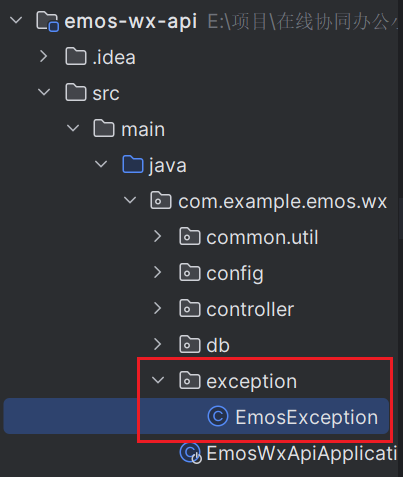 emos-wx-api E:\项目\在线协同办公小
.idea
src
main
java
com.example.emos.wx
common.util
config
controller
db
exception
EmosException
EmosWxApiApplicati